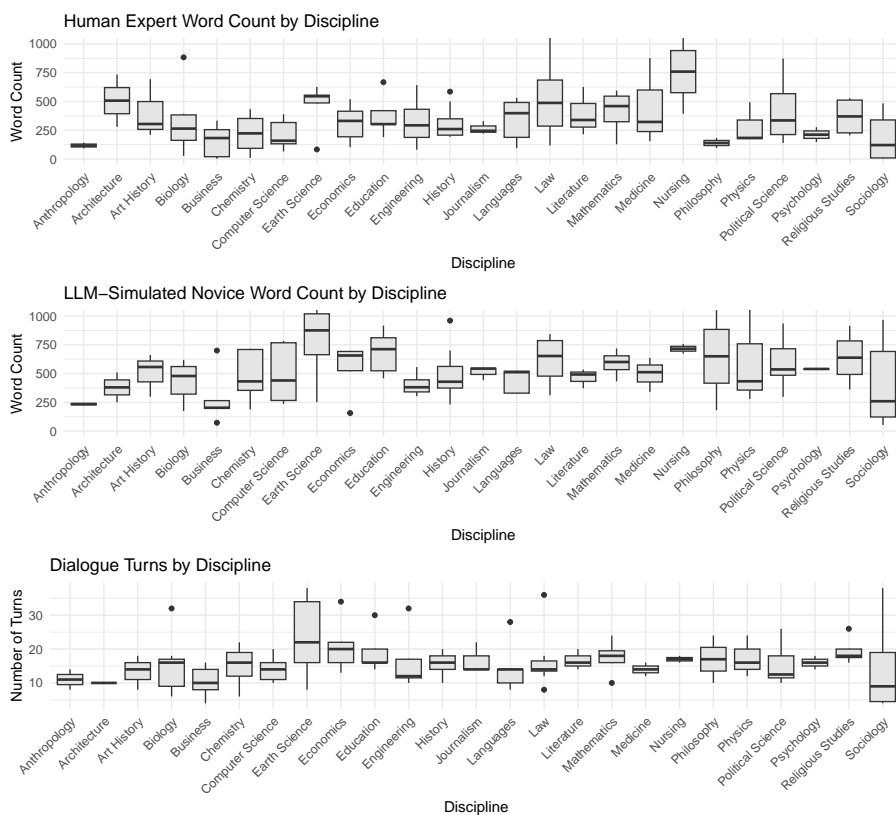 Human Expert Word Count by Discipline
Word Count
1000
750
500
250
0
Anthropology
Architecture
Art History
Biology
Business
Chemistry
Computer Science
Earth Science
Economics
Education
Engineering
History
Journalism
Languages
Law
Literature
Mathematics
Medicine
Nursing
Philosophy
Physics
Political Science
Psychology
Religious Studies
Sociology
Discipline
LLM−Simulated Novice Word Count by Discipline
Word Count
1000
750
500
250
0
Anthropology
Architecture
Art History
Biology
Business
Chemistry
Computer Science
Earth Science
Economics
Education
Engineering
History
Journalism
Languages
Law
Literature
Mathematics
Medicine
Nursing
Philosophy
Physics
Political Science
Psychology
Religious Studies
Sociology
Discipline
Dialogue Turns by Discipline
Number of Turns
30
20
10
Anthropology
Architecture
Art History
Biology
Business
Chemistry
Computer Science
Earth Science
Economics
Education
Engineering
History
Journalism
Languages
Law
Literature
Mathematics
Medicine
Nursing
Philosophy
Physics
Political Science
Psychology
Religious Studies
Sociology
Discipline